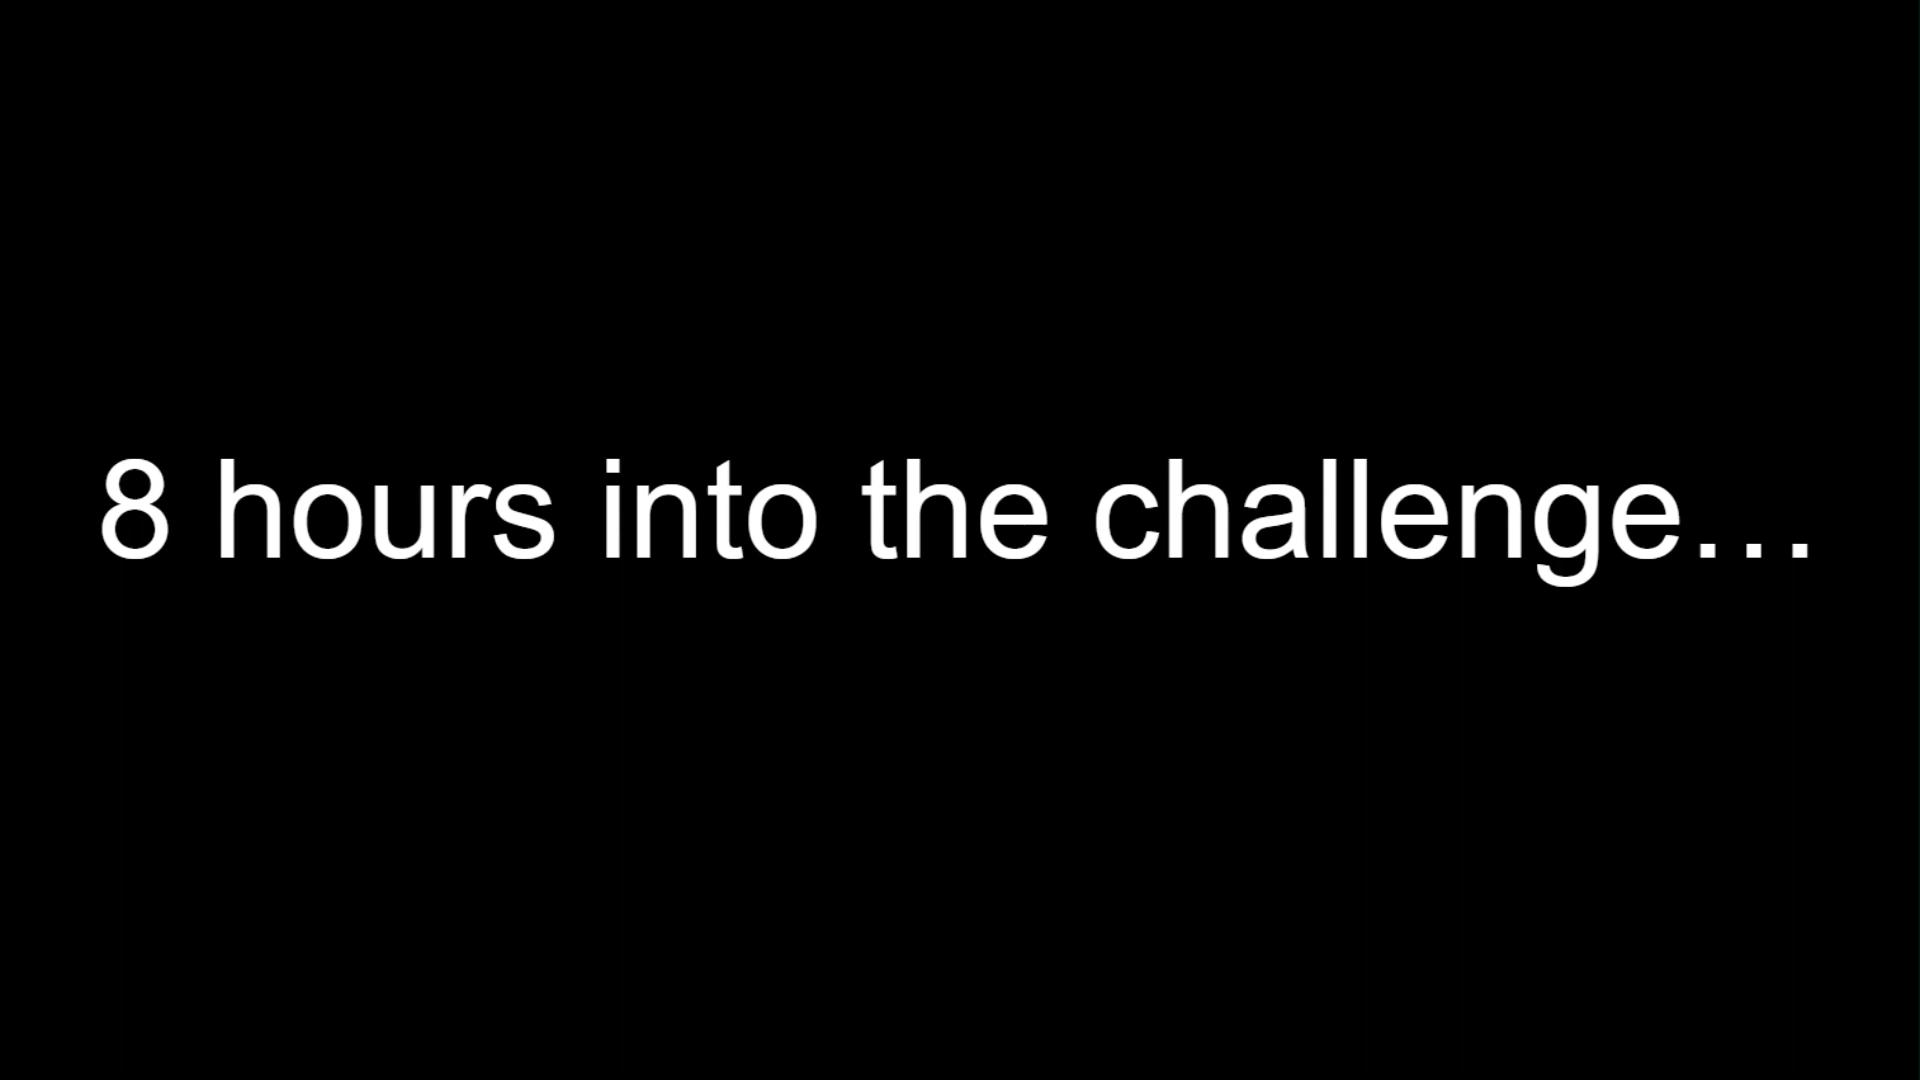 8 hours into the challenge…